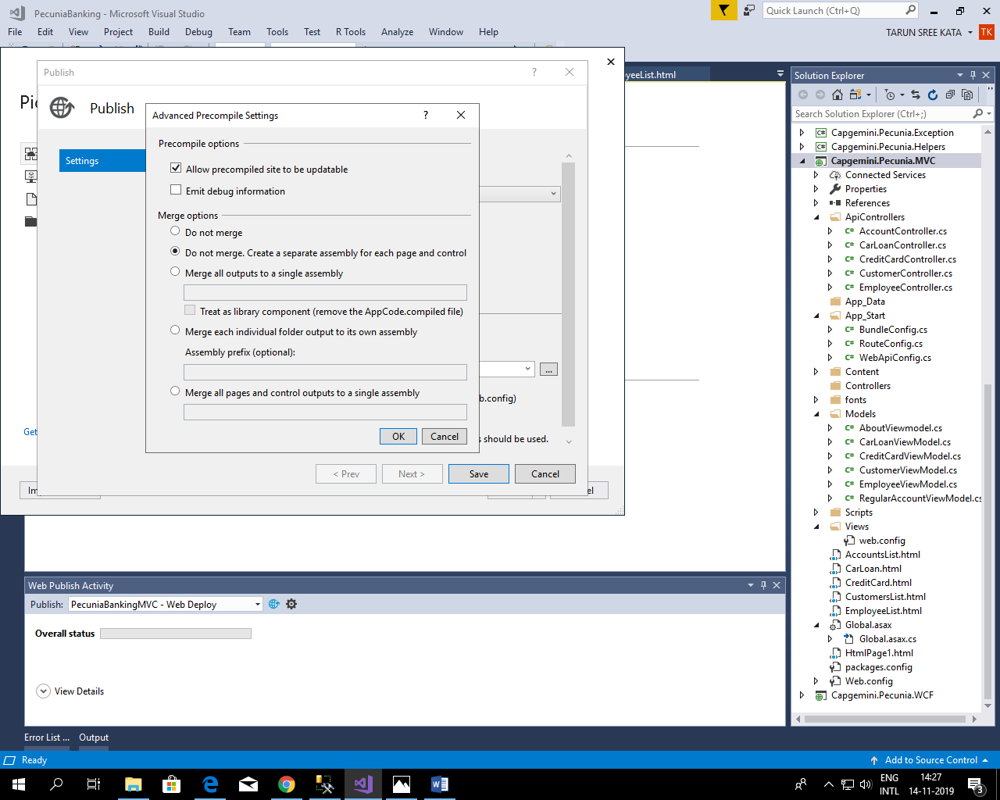 PecuniaBanking - Microsoft Visual Studio
Quick Launch (Ctrl+Q)
File Edit View Project Build Debug Team Tools Test R Tools Analyze Window Help
TARUN SREE KATA TK
Publish
Publish
Settings
Advanced Precompile Settings
Precompile options
Allow precompiled site to be updatable
Emit debug information
Merge options
Do not merge
Do not merge. Create a separate assembly for each page and control
Merge all outputs to a single assembly
Treat as library component (remove the AppCode.compiled file)
Merge each individual folder output to its own assembly
Assembly prefix (optional):
Merge all pages and control outputs to a single assembly
OK Cancel
...
b.config)
s should be used.
Get
< Prev Next > Save Cancel
yeeList.html
Solution Explorer
Search Solution Explorer (Ctrl+;)
Capgemini.Pecunia.Exception
Capgemini.Pecunia.Helpers
Capgemini.Pecunia.MVC
Connected Services
Properties
References
ApiControllers
C# AccountController.cs
C# CarLoanController.cs
C# CreditCardController.cs
C# CustomerController.cs
C# EmployeeController.cs
App_Data
App_Start
C# BundleConfig.cs
C# RouteConfig.cs
C# WebApiConfig.cs
Content
Controllers
fonts
Models
C# AboutViewmodel.cs
C# CarLoanViewModel.cs
C# CreditCardViewModel.cs
C# CustomerViewModel.cs
C# EmployeeViewModel.cs
C# RegularAccountViewModel.cs
Scripts
Views
web.config
AccountsList.html
CarLoan.html
CreditCard.html
CustomersList.html
EmployeeList.html
Global.asax
Global.asax.cs
HtmlPage1.html
packages.config
Web.config
Capgemini.Pecunia.WCF
Web Publish Activity
Publish: PecuniaBankingMVC - Web Deploy
Overall status
View Details
Error List ... Output
Ready
Add to Source Control
ENG
INTL
14:27
14-11-2019
3